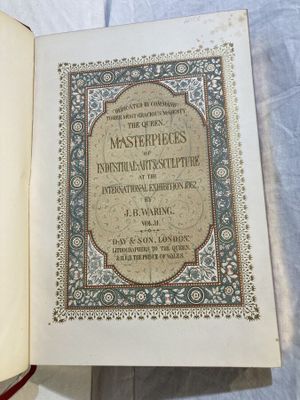 DEDICATED BY COMMAND
TO HER MOST GRACIOUS MAJESTY,
THE QUEEN.
MASTERPIECES
OF
INDUSTRIAL ART & SCULPTURE
AT THE
INTERNATIONAL EXHIBITION, 1862,
BY
J. B. WARING.
VOL. II.
DAY & SON, LONDON,
LITHOGRAPHERS TO THE QUEEN,
& H.R.H. THE PRINCE OF WALES.